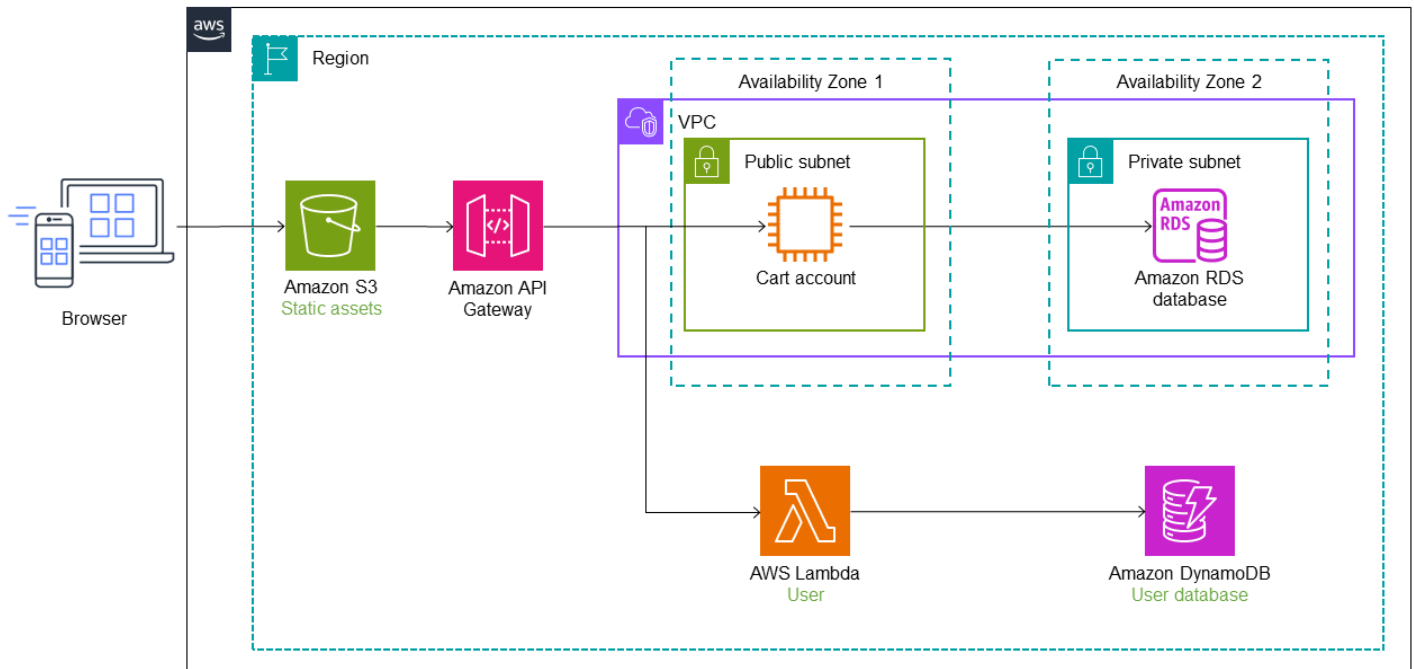 aws
Region
Availability Zone 1
Availability Zone 2
VPC
Public subnet
Private subnet
Amazon
RDS
</>
Cart account
Amazon RDS
database
Amazon S3
Static assets
Amazon API
Gateway
Browser
AWS Lambda
User
Amazon DynamoDB
User database